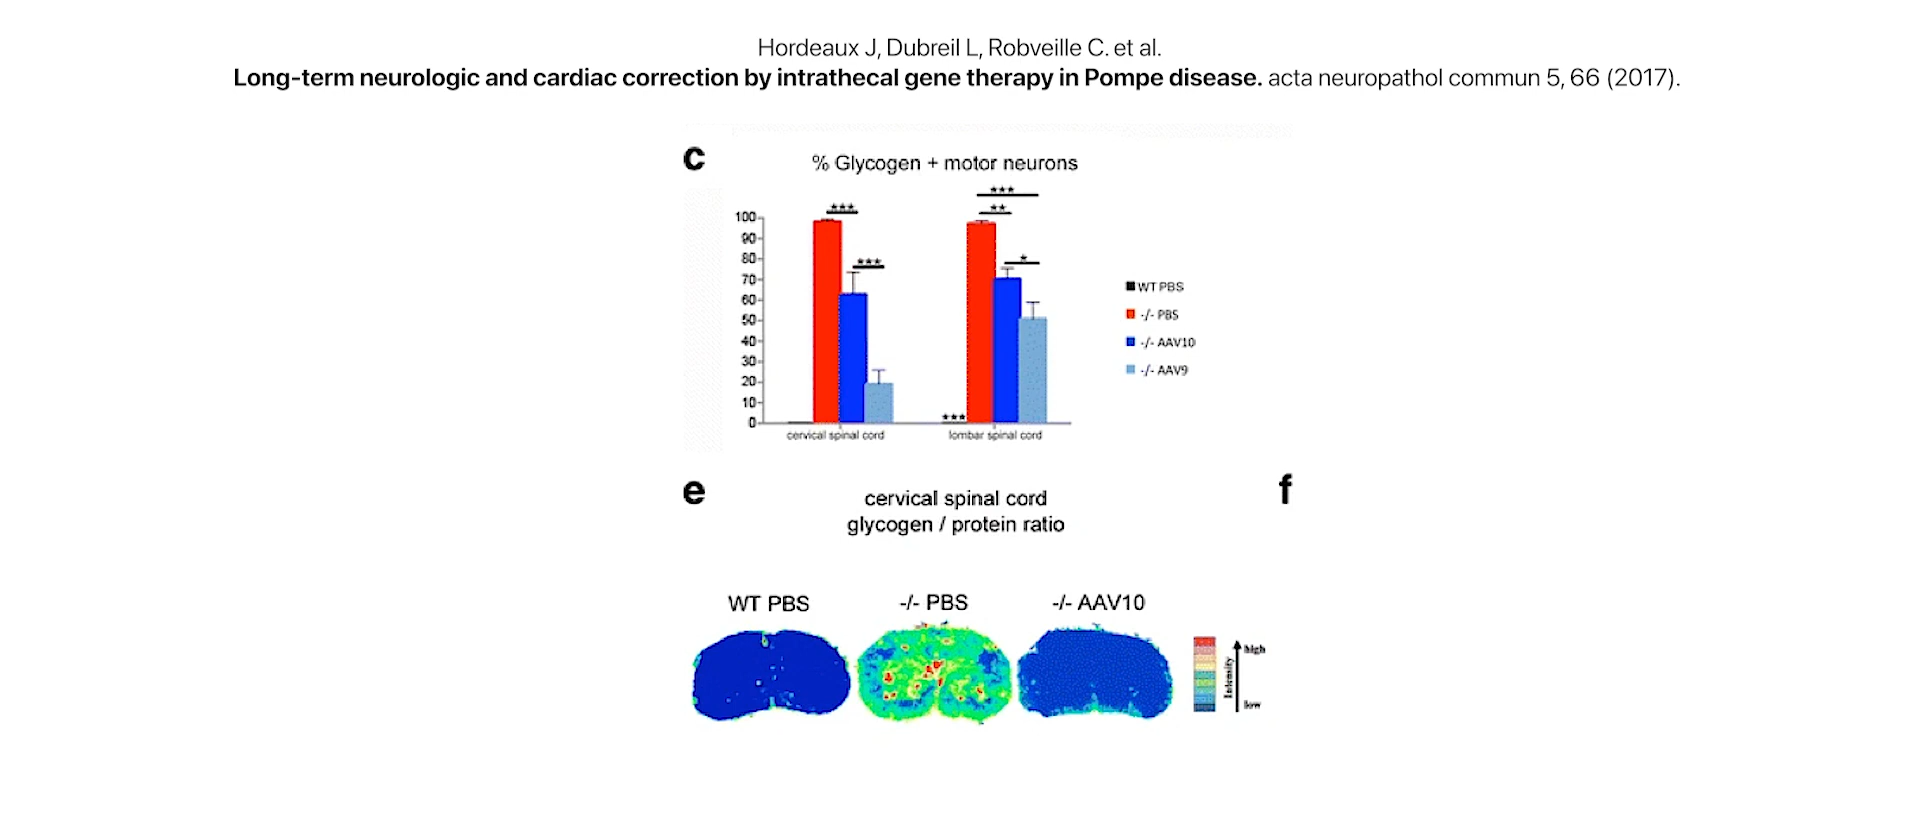 Hordeaux J, Dubreil L, Robveille C. et al.
Long-term neurologic and cardiac correction by intrathecal gene therapy in Pompe disease. acta neuropathol commun 5, 66 (2017).
c
% Glycogen + motor neurons
***
***
**
***
*
100
90
80
70
60
50
40
30
20
10
0
***
cervical spinal cord
lombar spinal cord
WT PBS
-/- PBS
-/- AAV10
-/- AAV9
e
f
cervical spinal cord
glycogen / protein ratio
WT PBS
-/- PBS
-/- AAV10
high
Intensity
low